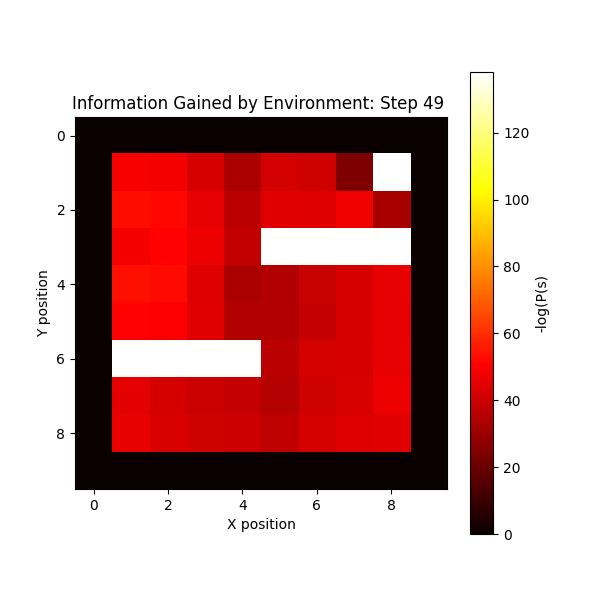 Information Gained by Environment: Step 49
0
2
4
6
8
Y position
0 2 4 6 8
X position
120
100
80
60
40
20
0
-log(P(s)